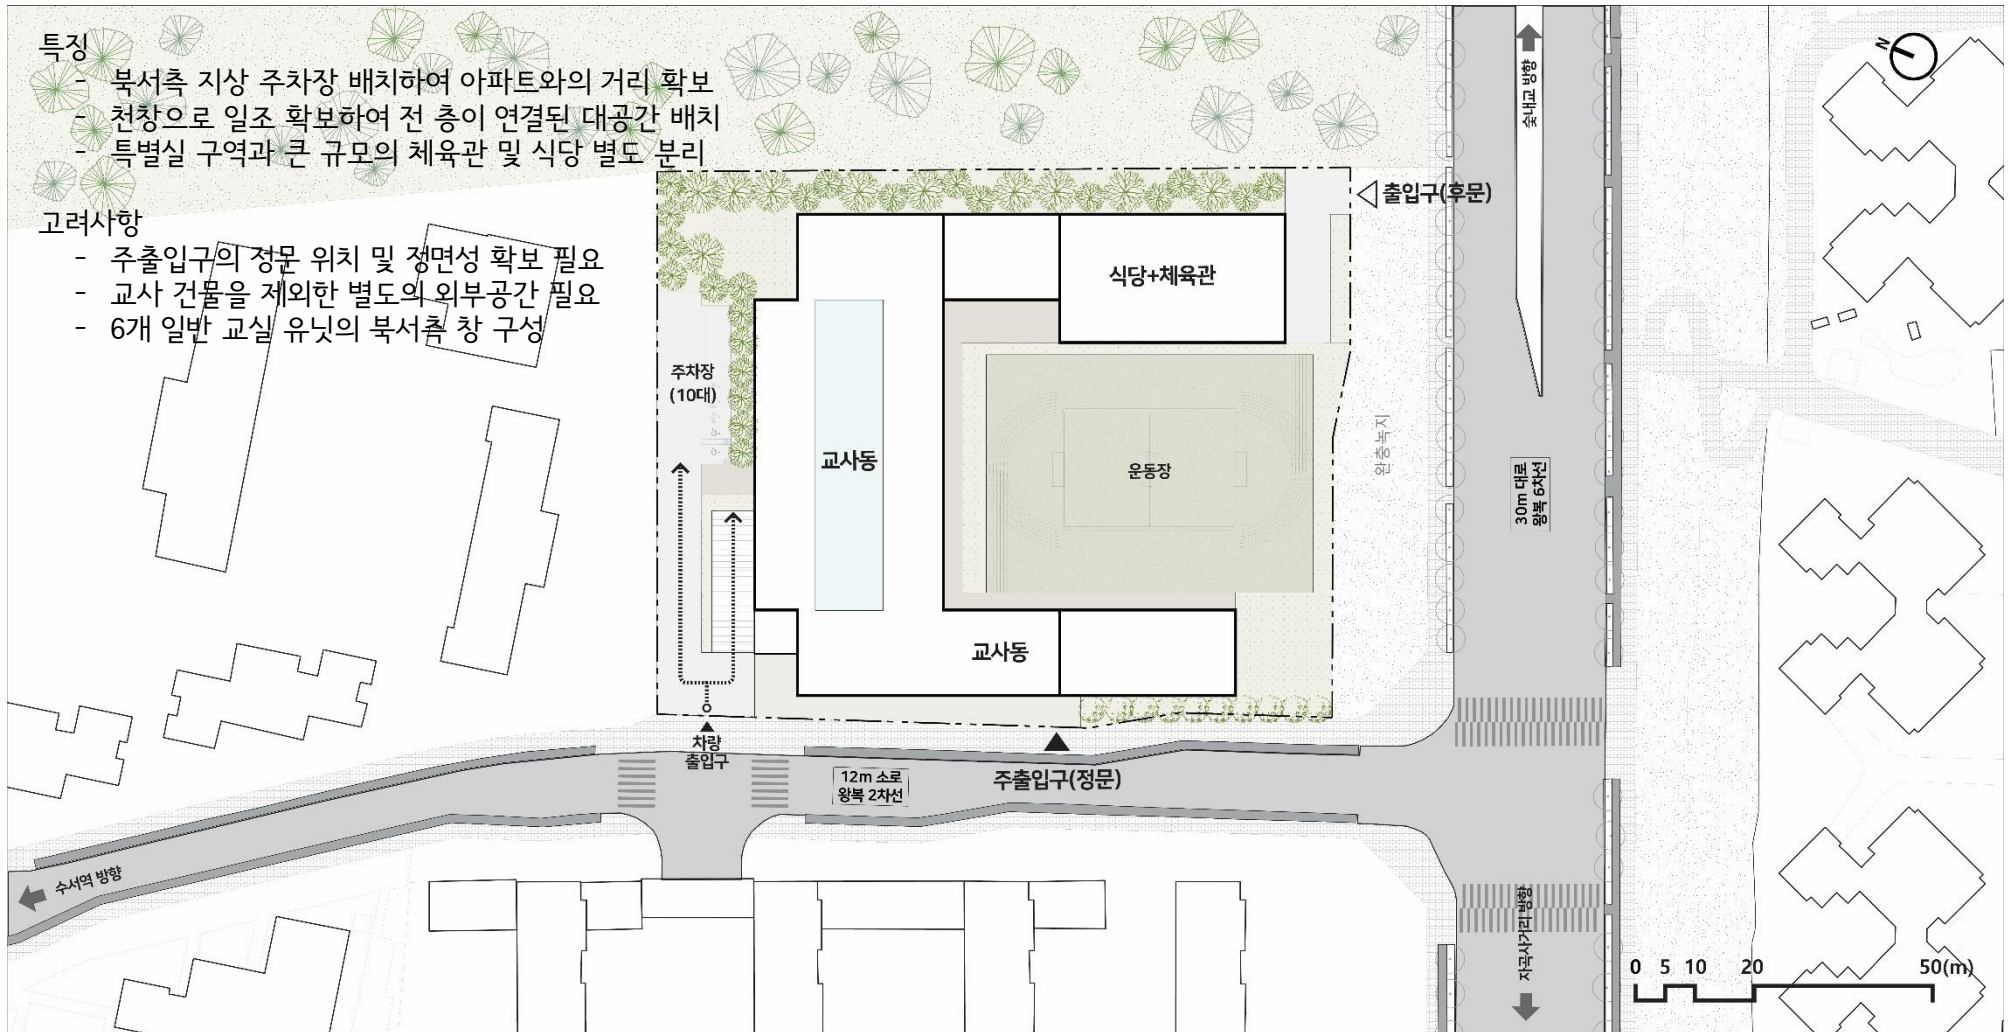 특징
- 북서측 지상 주차장 배치하여 아파트와의 거리 확보
- 천창으로 일조 확보하여 전 층이 연결된 대공간 배치
- 특별실 구역과 큰 규모의 체육관 및 식당 별도 분리
고려사항
- 주출입구의 정문 위치 및 정면성 확보 필요
- 교사 건물을 제외한 별도의 외부공간 필요
- 6개 일반 교실 유닛의 북서측 창 구성
N
숯내교 방향
출입구(후문)
식당+체육관
주차장
(10대)
교사동
운동장
완충녹지
30m 대로
왕복 6차선
교사동
차량
출입구
12m 소로
왕복 2차선
주출입구(정문)
수서역 방향
자곡사거리 방향
0 5 10 20 50(m)